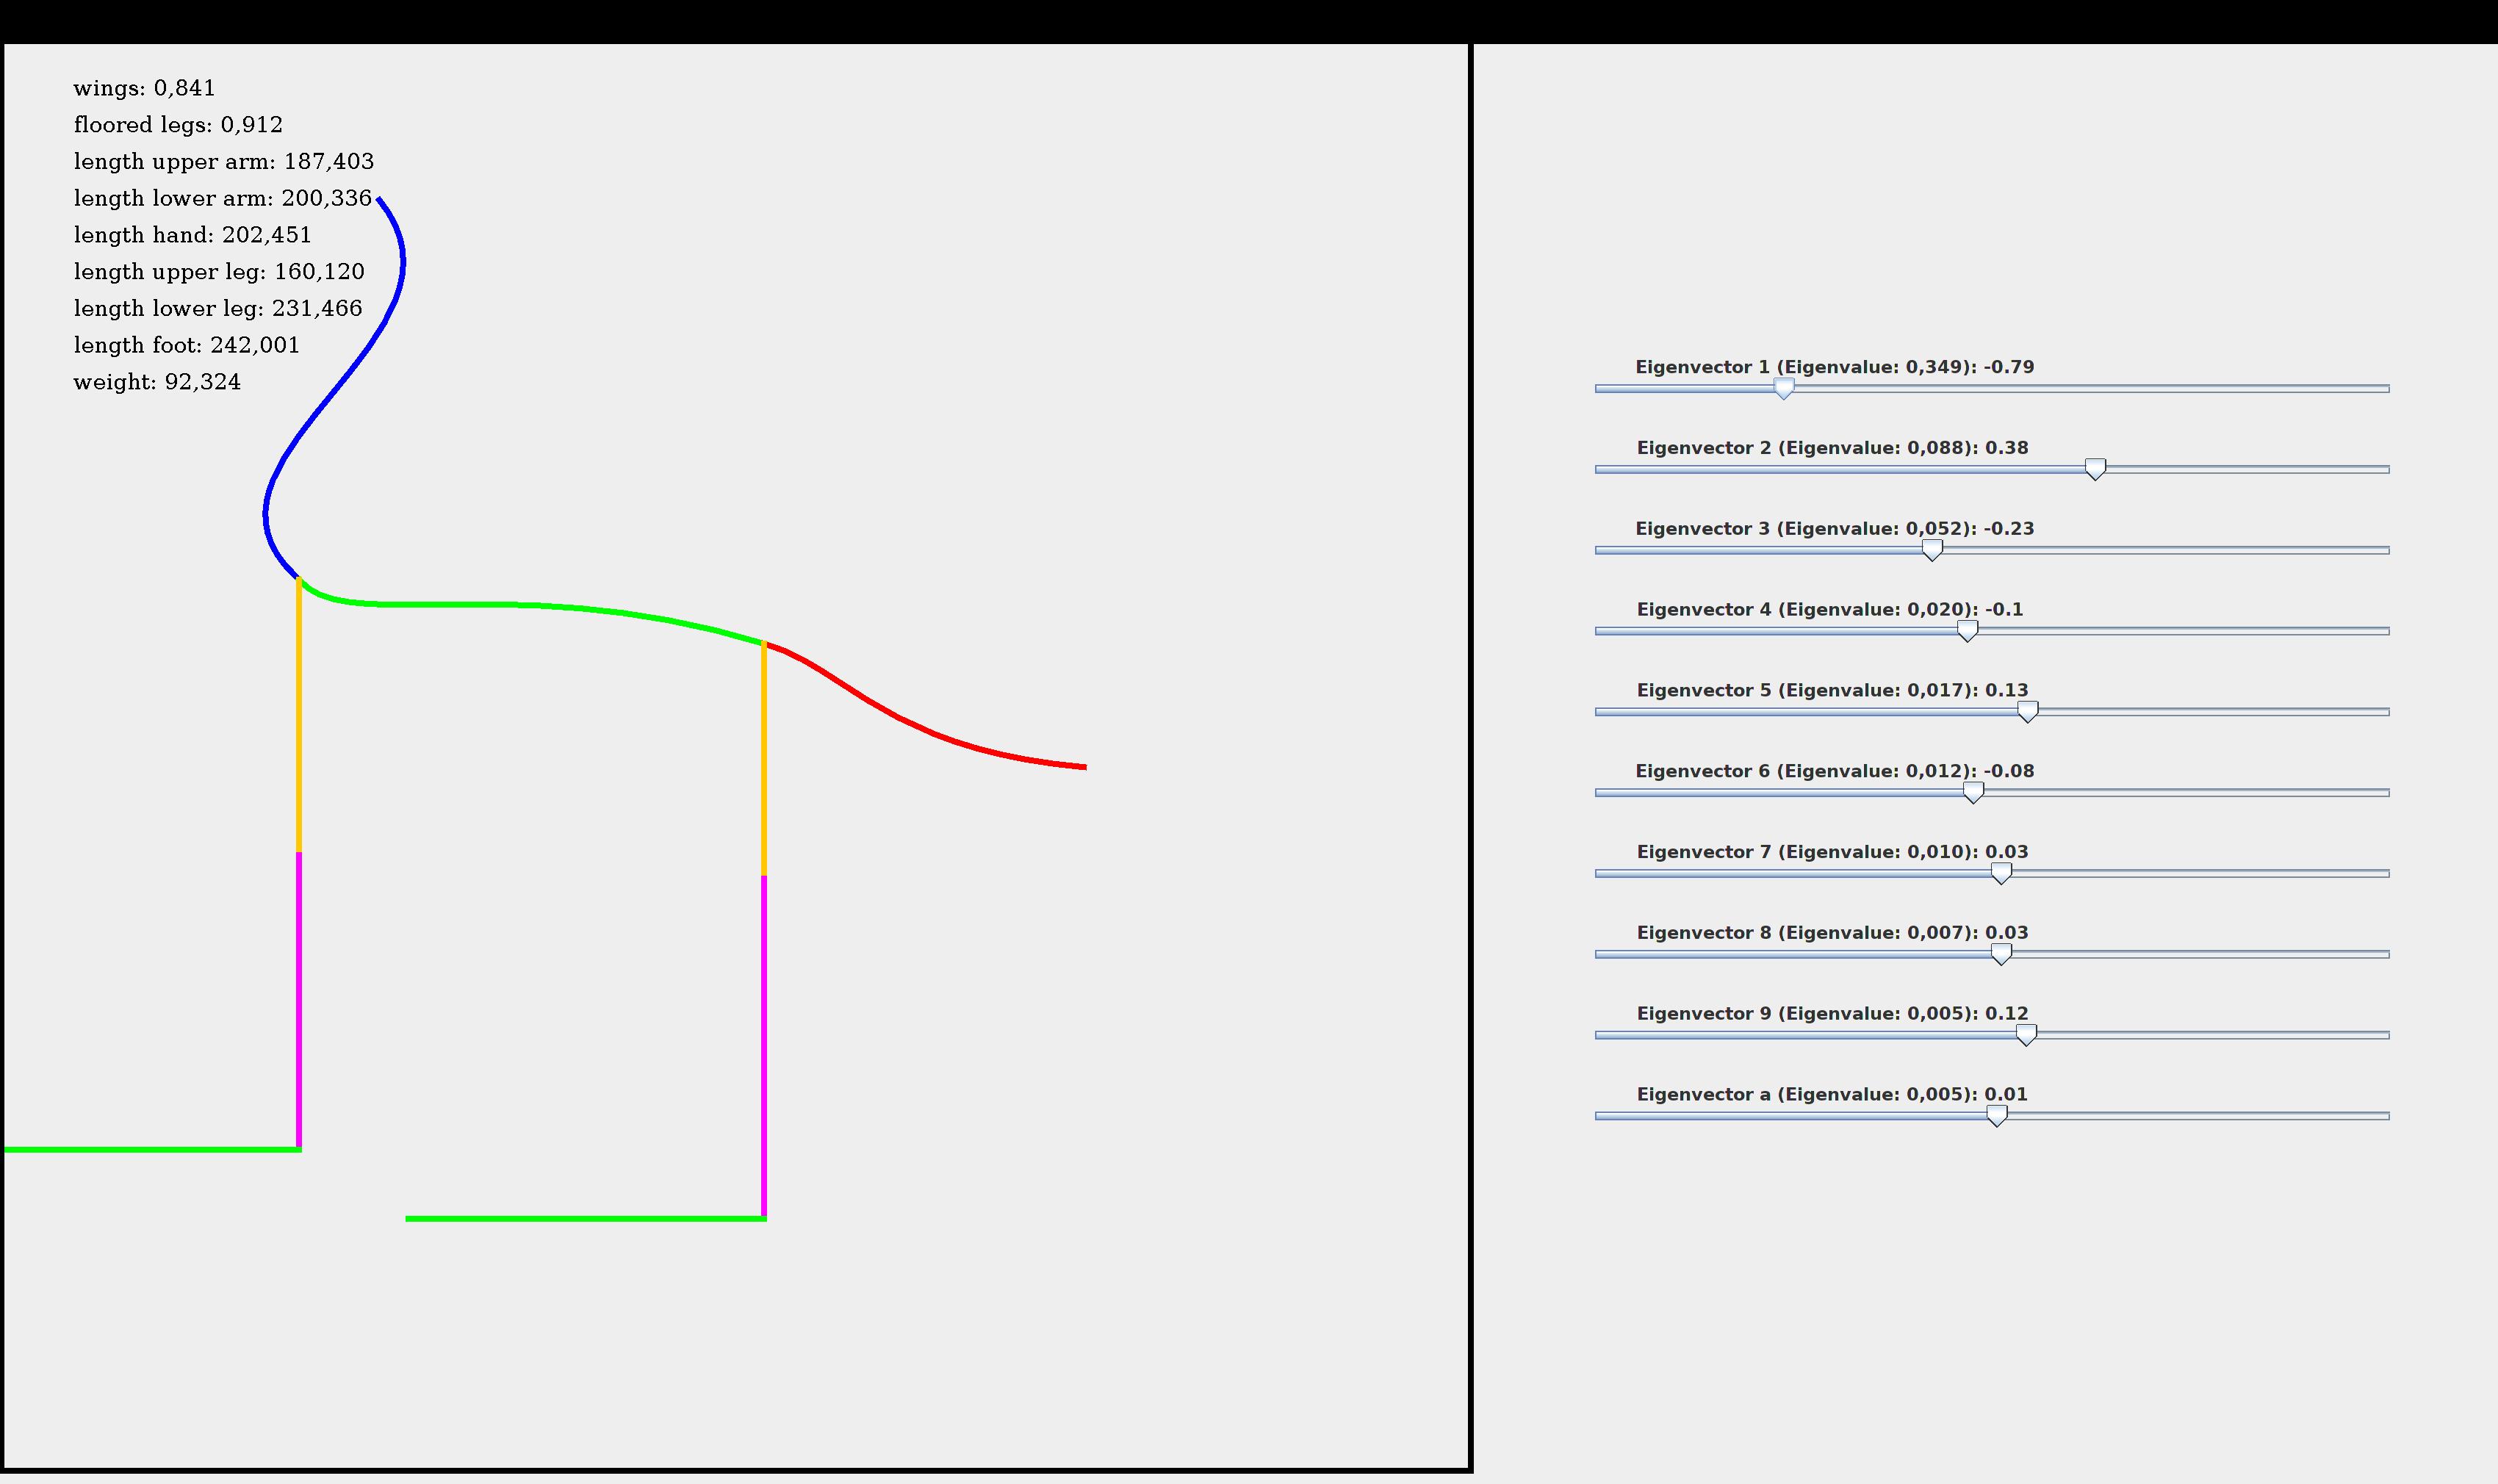 wings: 0,841
floored legs: 0,912
length upper arm: 187,403
length lower arm: 200,336
length hand: 202,451
length upper leg: 160,120
length lower leg: 231,466
length foot: 242,001
weight: 92,324
Eigenvector 1 (Eigenvalue: 0,349): -0.79
Eigenvector 2 (Eigenvalue: 0,088): 0.38
Eigenvector 3 (Eigenvalue: 0,052): -0.23
Eigenvector 4 (Eigenvalue: 0,020): -0.1
Eigenvector 5 (Eigenvalue: 0,017): 0.13
Eigenvector 6 (Eigenvalue: 0,012): -0.08
Eigenvector 7 (Eigenvalue: 0,010): 0.03
Eigenvector 8 (Eigenvalue: 0,007): 0.03
Eigenvector 9 (Eigenvalue: 0,005): 0.12
Eigenvector a (Eigenvalue: 0,005): 0.01